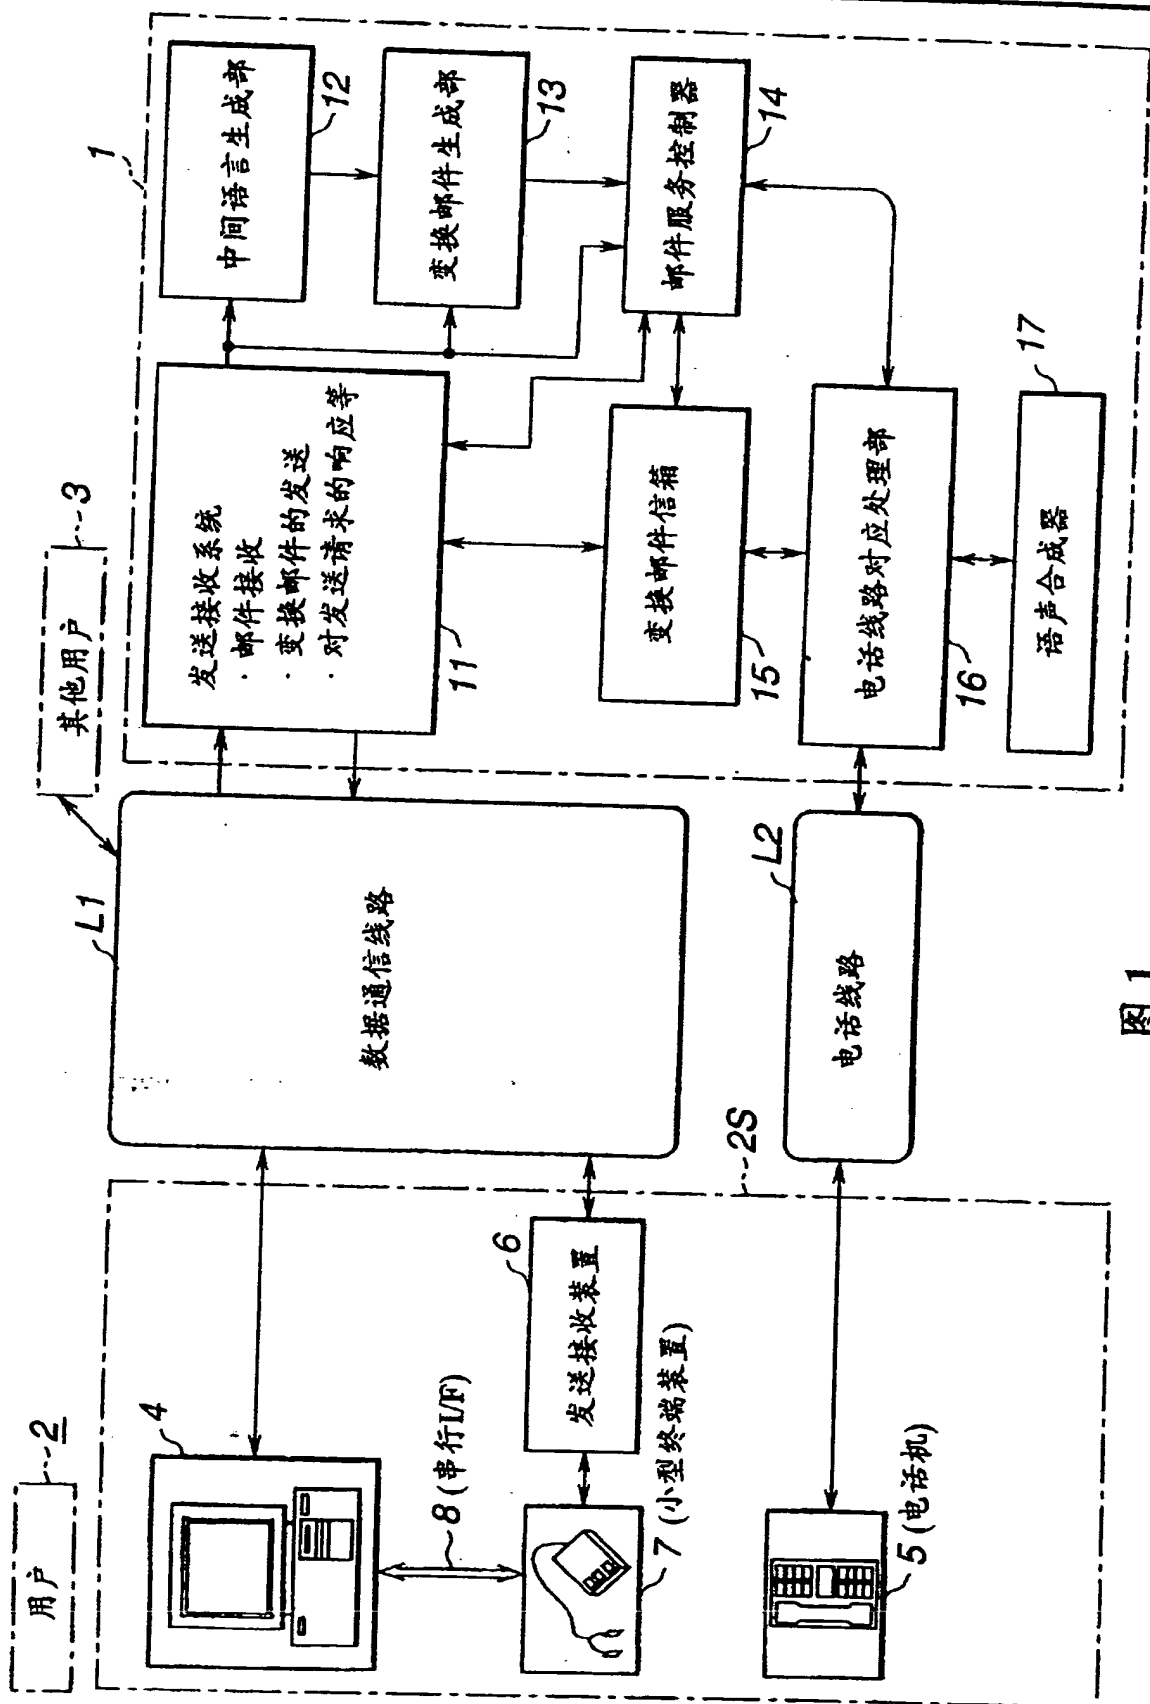 用户
2
4
8 (串行I/F)
7 (小型终端装置)
发送接收装置
6
5 (电话机)
2S
L1
数据通信线路
L2
电话线路
其他用户
3
1
发送接收系统
· 邮件接收
· 变换邮件的发送
· 对发送请求的响应等
11
中间语言生成部
12
变换邮件生成部
13
邮件服务控制器
14
变换邮件信箱
15
电话线路对应处理部
16
语声合成器
17
图 1